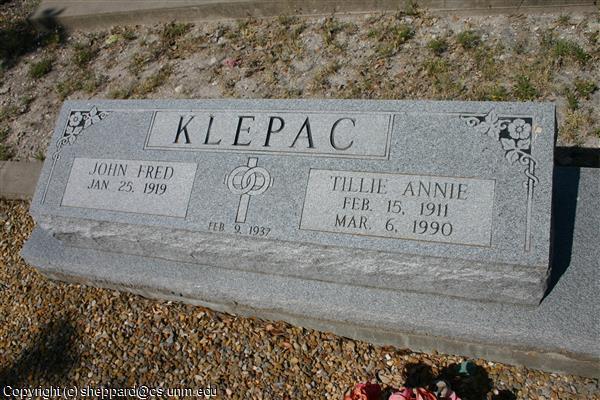 KLEPAC
JOHN FRED
JAN 25, 1919
FEB 9, 1937
TILLIE ANNIE
FEB. 15, 1911
MAR. 6, 1990
Copyright (c) sheppard@cs.unm.edu